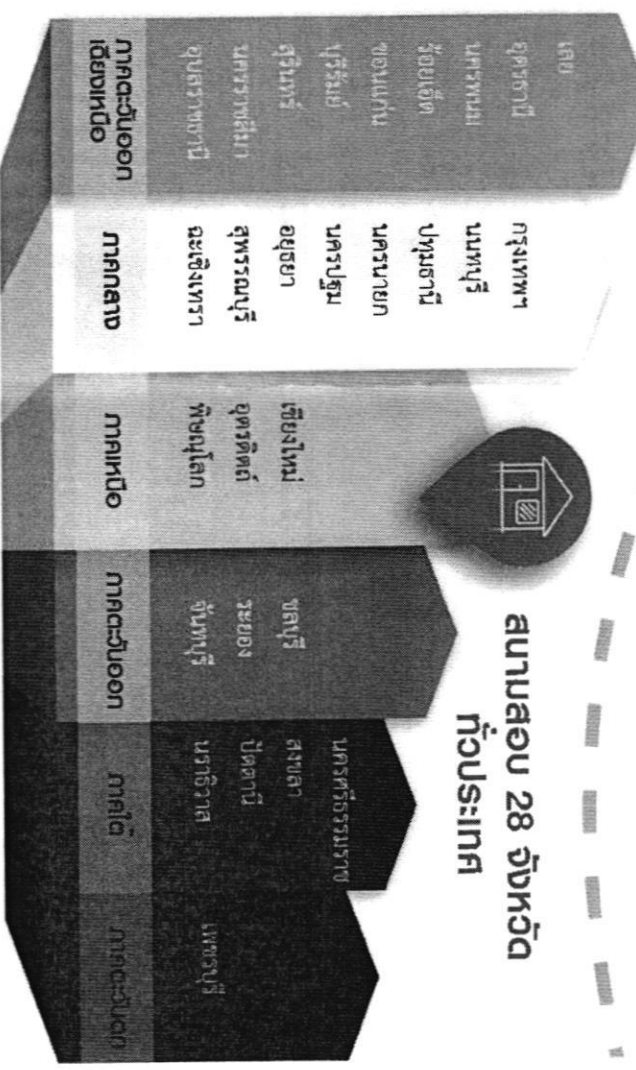 สนามสอบ 28 จังหวัด
ทั่วประเทศ
เลย
อุดรธานี
นครพนม
ร้อยเอ็ด
ขอนแก่น
บุรีรัมย์
สุรินทร์
นครราชสีมา
อุบลราชธานี
ภาคตะวันออก
เฉียงเหนือ
กรุงเทพฯ
นนทบุรี
ปทุมธานี
นครนายก
นครปฐม
อยุธยา
สุพรรณบุรี
ฉะเชิงเทรา
ภาคกลาง
เชียงใหม่
อุตรดิตถ์
พิษณุโลก
ภาคเหนือ
ชลบุรี
ระยอง
จันทบุรี
ภาคตะวันออก
นครศรีธรรมราช
สงขลา
ปัตตานี
นราธิวาส
ภาคใต้
เพชรบุรี
ภาคตะวันตก